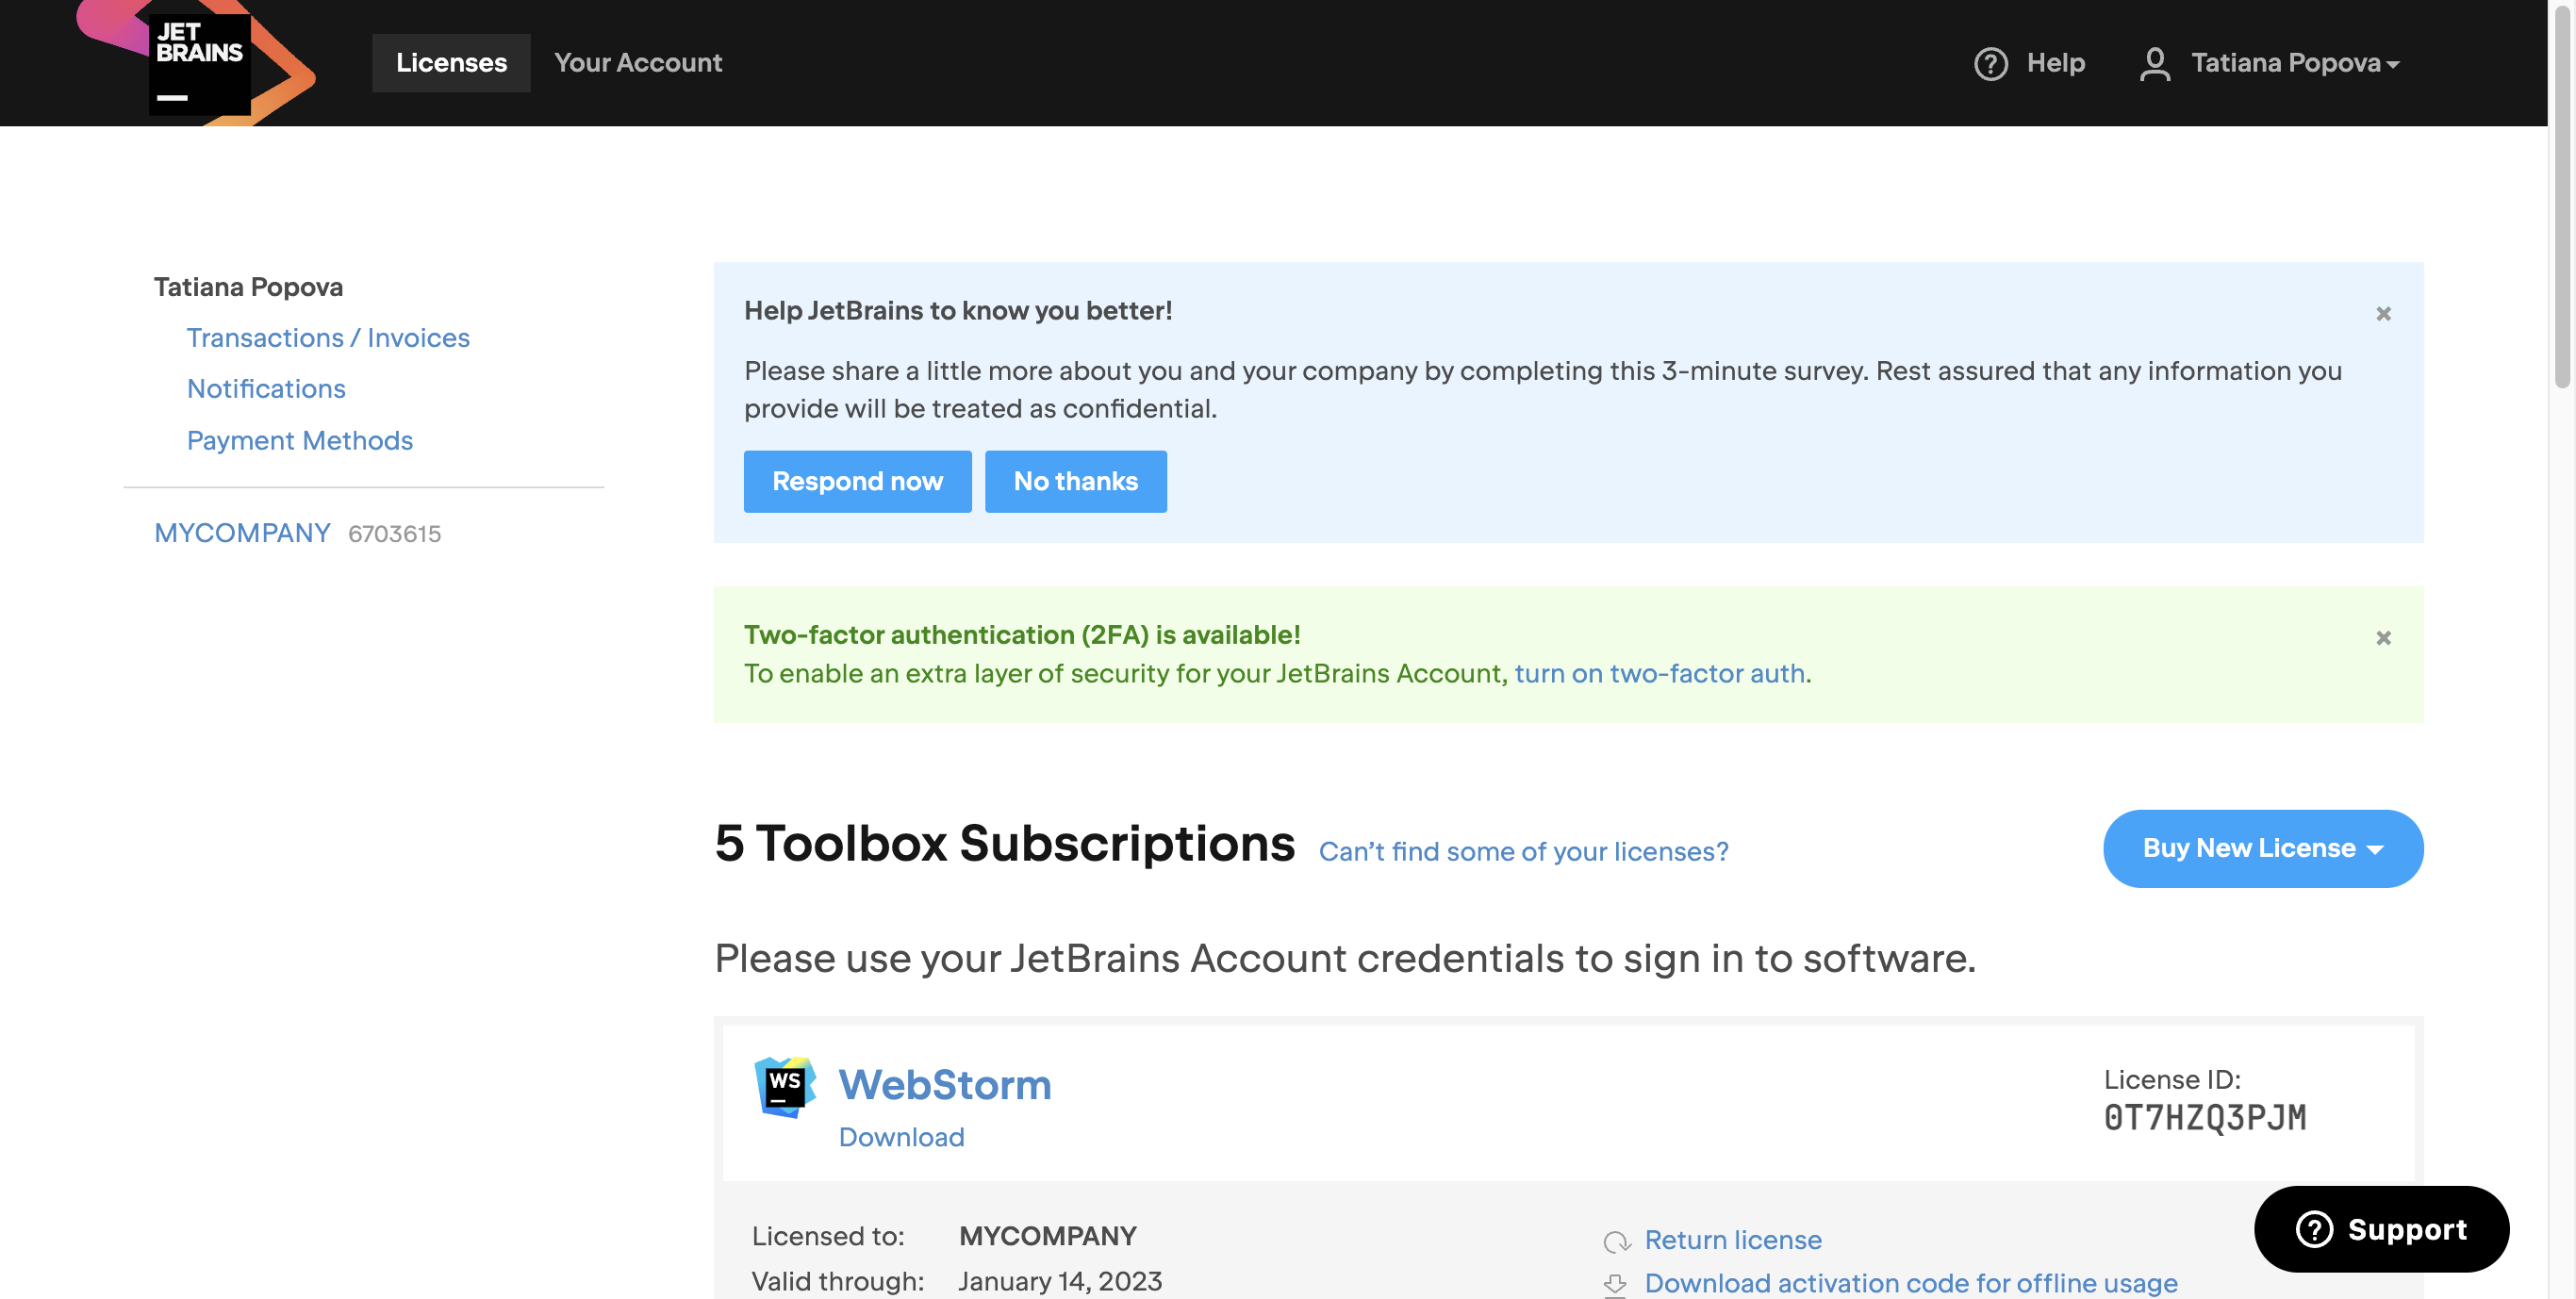 JET
BRAINS
Licenses
Your Account
Help
Tatiana Popova
Tatiana Popova
Transactions / Invoices
Notifications
Payment Methods
MYCOMPANY 6703615
Help JetBrains to know you better!
Please share a little more about you and your company by completing this 3-minute survey. Rest assured that any information you
provide will be treated as confidential.
Respond now
No thanks
Two-factor authentication (2FA) is available!
To enable an extra layer of security for your JetBrains Account, turn on two-factor auth.
5 Toolbox Subscriptions
Can't find some of your licenses?
Buy New License
Please use your JetBrains Account credentials to sign in to software.
WS
WebStorm
Download
License ID:
0T7HZQ3PJM
Licensed to: MYCOMPANY
Valid through: January 14, 2023
Return license
Download activation code for offline usage
Support